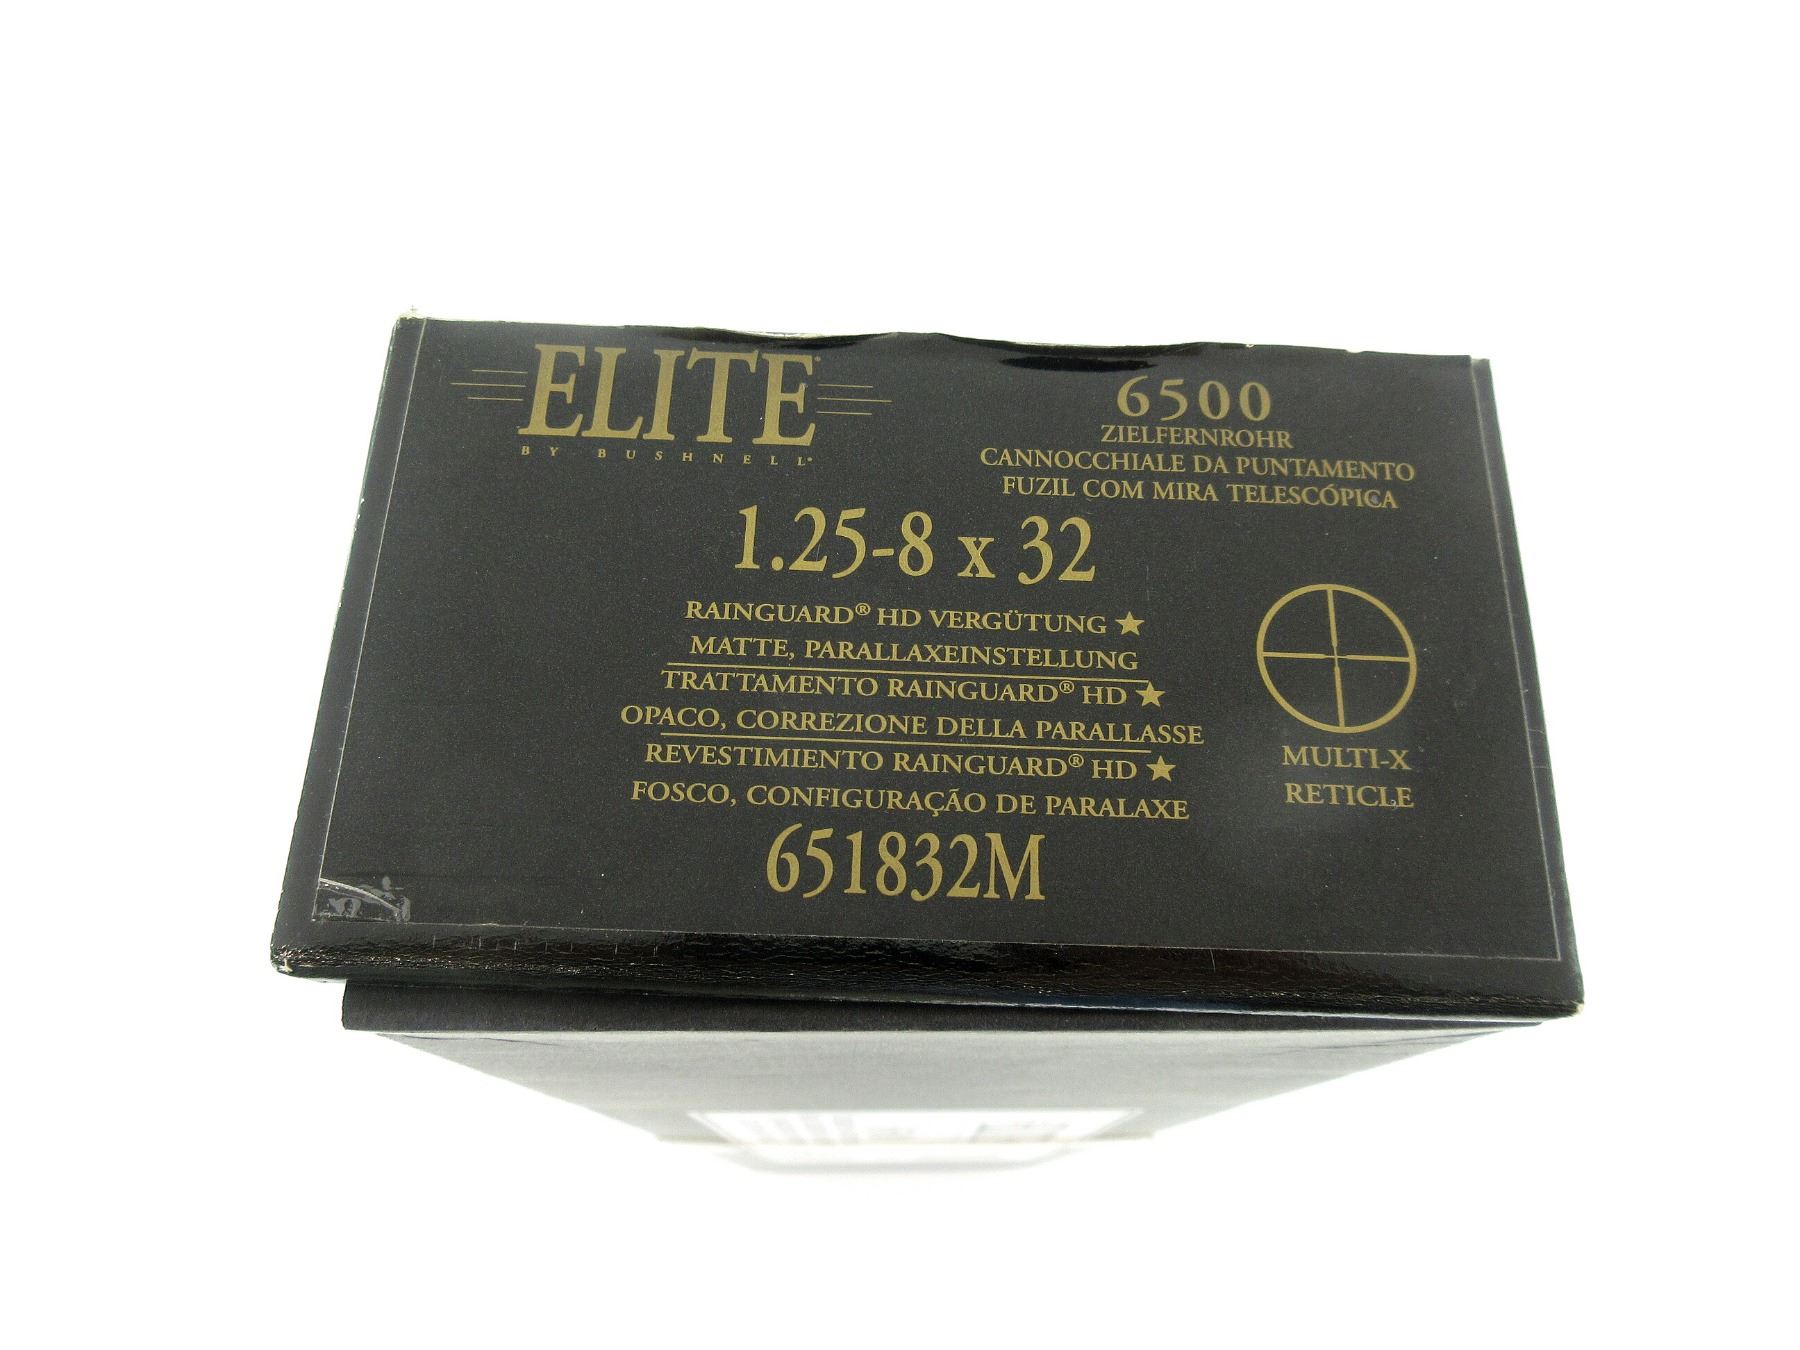 ELITE
BY BUSHNELL®
6500
ZIELFERNROHR
CANNOCCHIALE DA PUNTAMENTO
FUZIL COM MIRA TELESCÓPICA
1.25-8 x 32
RAINGUARD® HD VERGÜTUNG ★
MATTE, PARALLAXEINSTELLUNG
TRATTAMENTO RAINGUARD® HD ★
OPACO, CORREZIONE DELLA PARALLASSE
REVESTIMIENTO RAINGUARD® HD ★
FOSCO, CONFIGURAÇÃO DE PARALAXE
651832M
MULTI-X
RETICLE